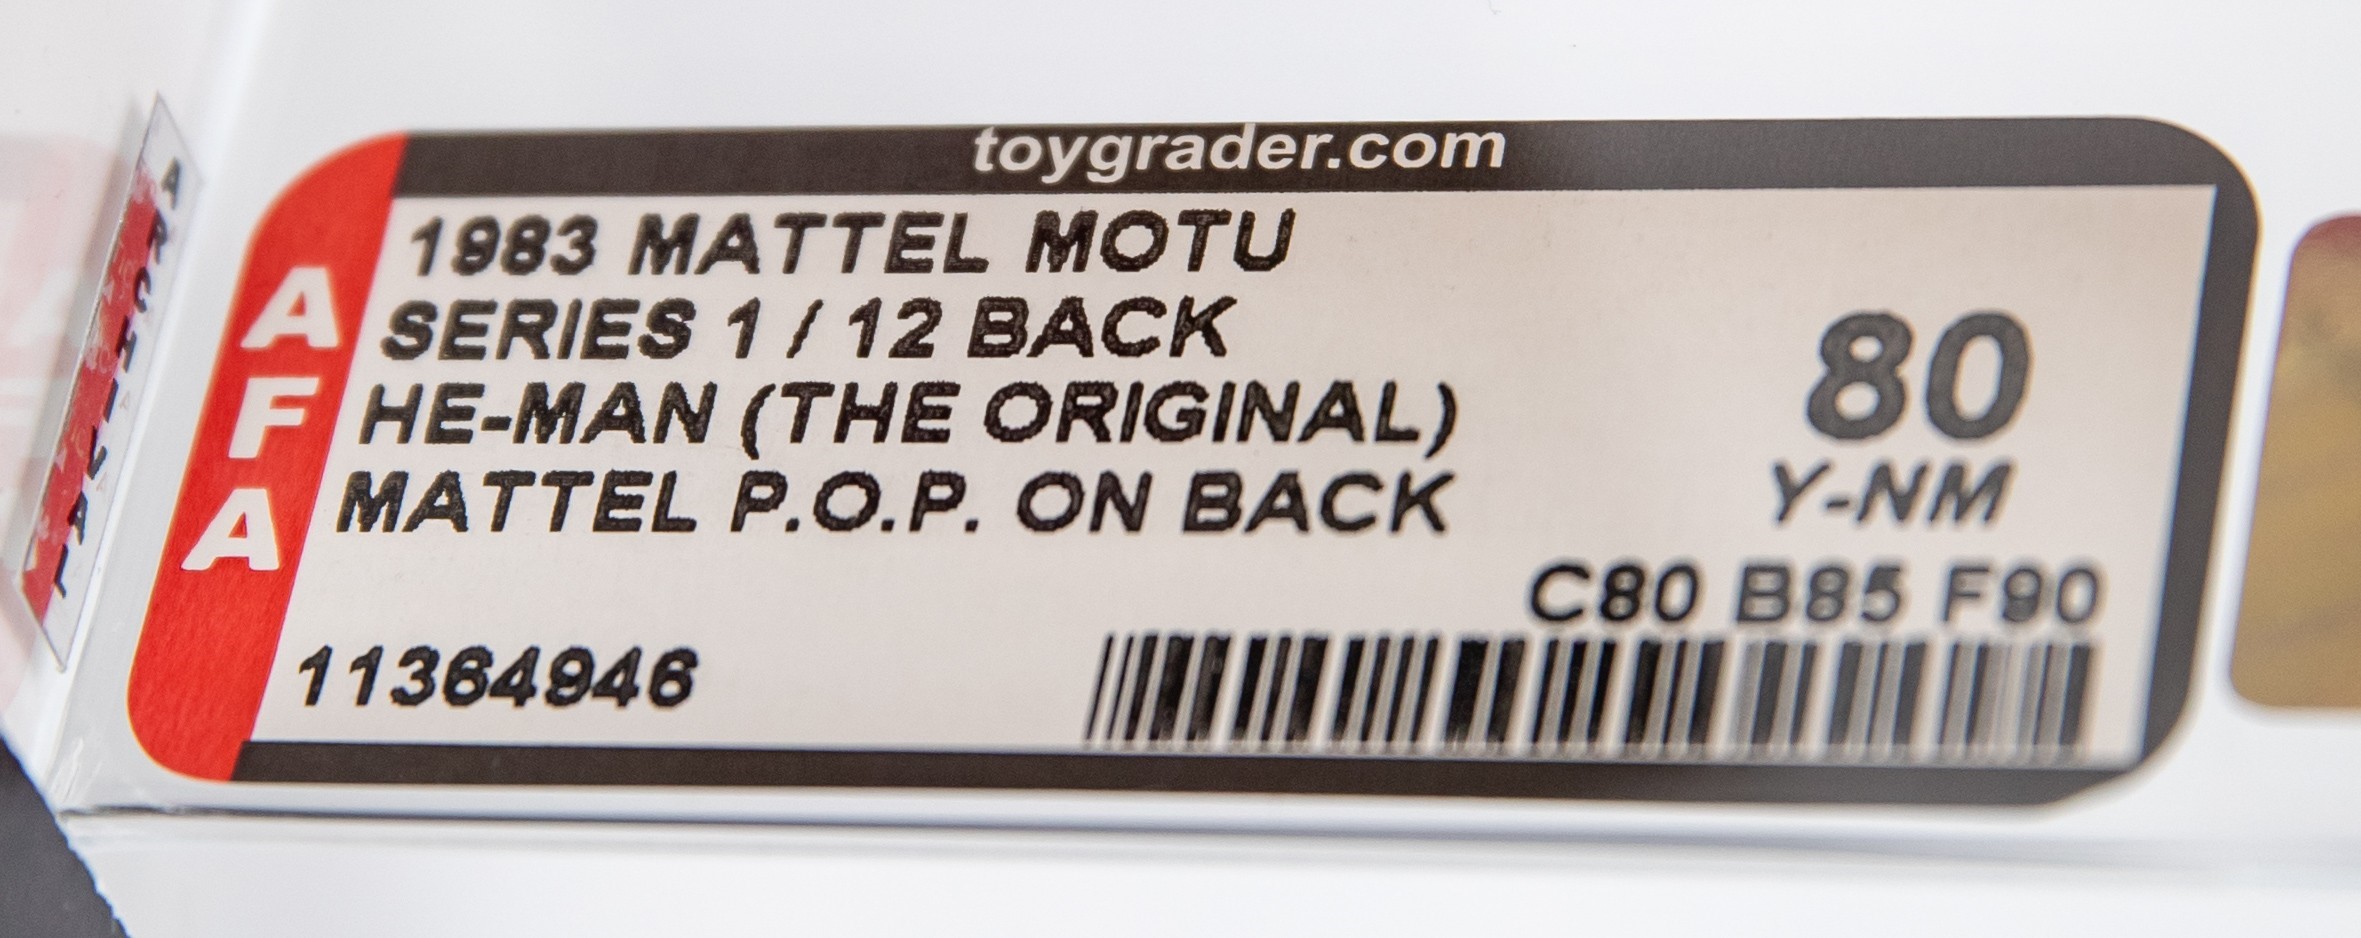 toygrader.com
AFA
1983 MATTEL MOTU
SERIES 1 / 12 BACK
HE-MAN (THE ORIGINAL)
MATTEL P.O.P. ON BACK
80
Y-NM
C80 B85 F90
11364946
ARCHIVAL